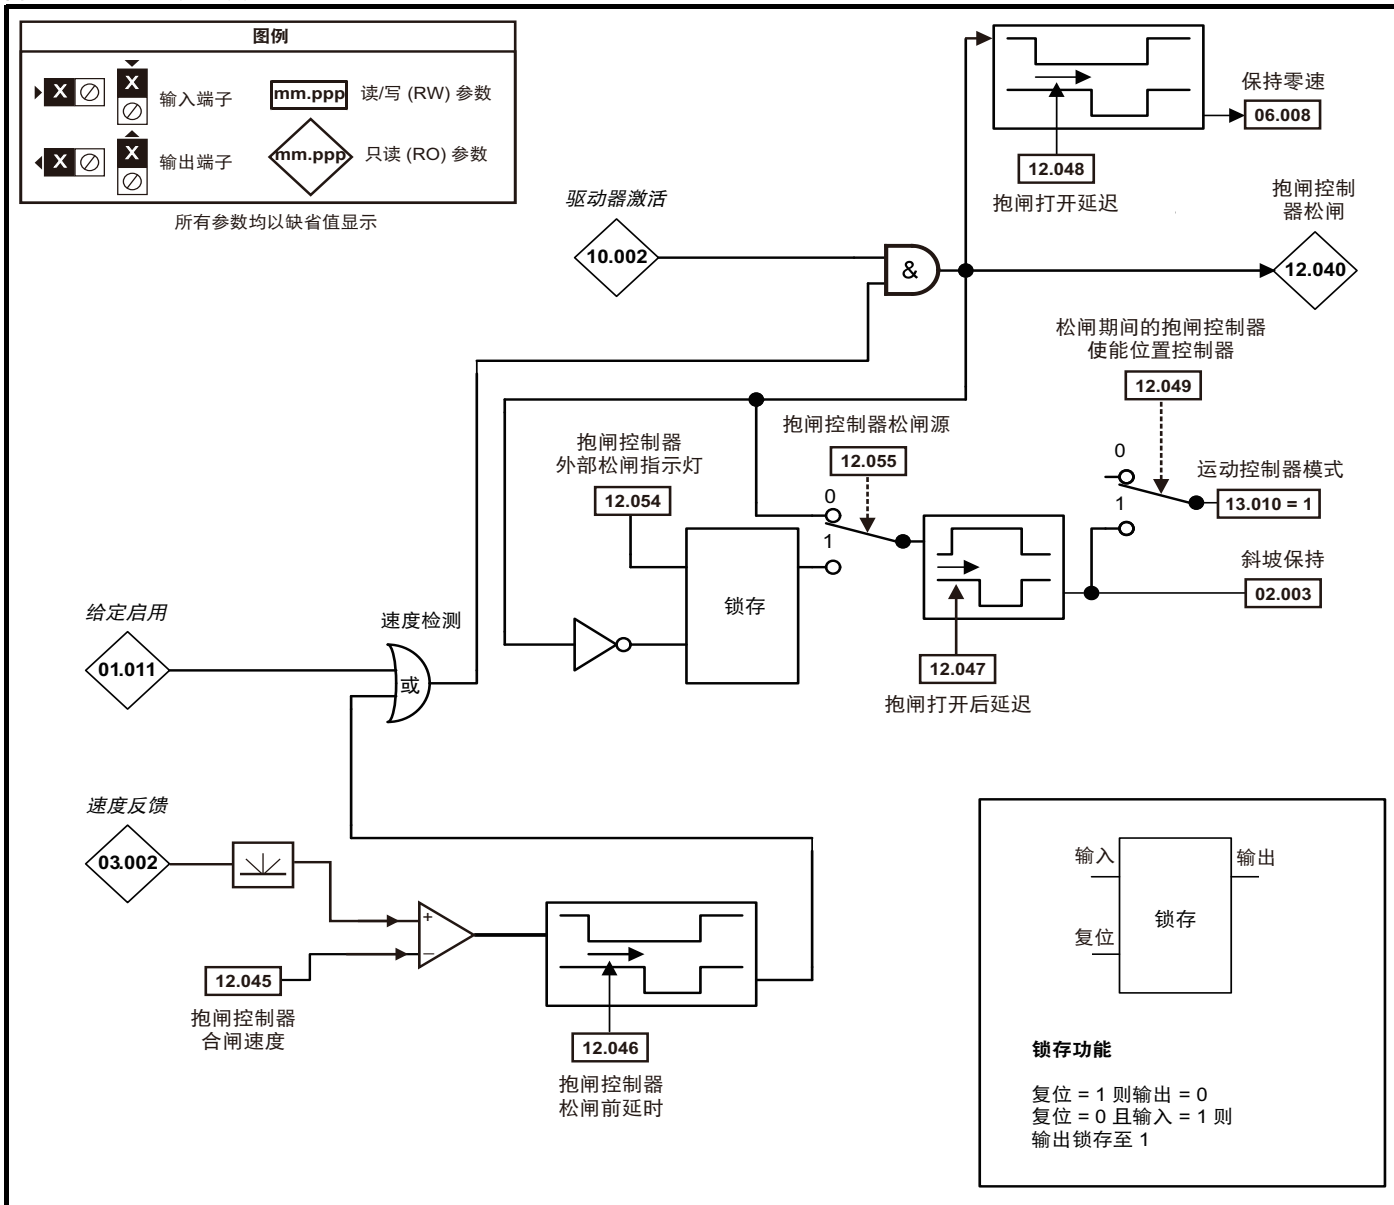 图例
X
X
输入端子
mm.ppp
读/写 (RW) 参数
X
X
输出端子
mm.ppp
只读 (RO) 参数
所有参数均以缺省值显示
保持零速
06.008
12.048
抱闸打开延迟
驱动器激活
10.002
&
抱闸控制
器松闸
12.040
松闸期间的抱闸控制器
使能位置控制器
12.049
抱闸控制器松闸源
12.055
抱闸控制器
外部松闸指示灯
12.054
0
1
0
1
运动控制器模式
13.010 = 1
斜坡保持
02.003
锁存
12.047
抱闸打开后延迟
给定启用
01.011
速度检测
或
速度反馈
03.002
+
−
12.045
抱闸控制器
合闸速度
12.046
抱闸控制器
松闸前延时
输入
输出
锁存
复位
锁存功能
复位 = 1 则输出 = 0
复位 = 0 且输入 = 1 则
输出锁存至 1